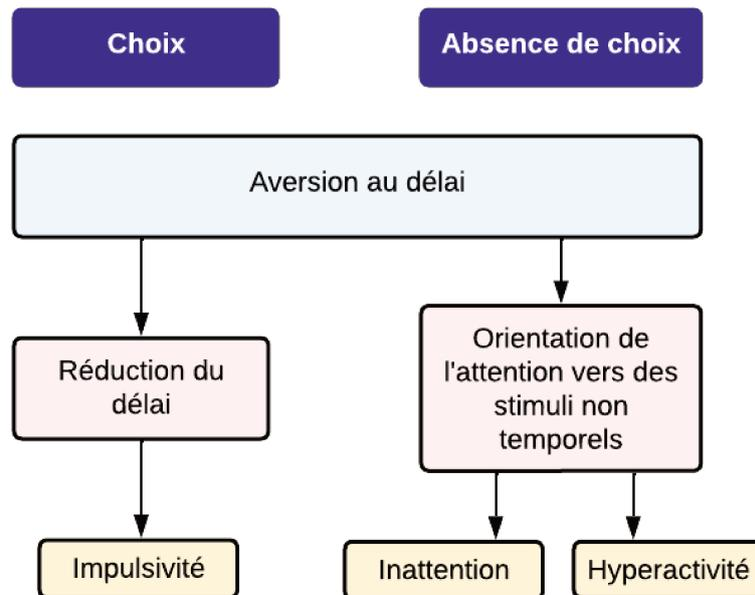 Choix
Absence de choix
Aversion au délai
Réduction du
délai
Orientation de
l'attention vers des
stimuli non
temporels
Impulsivité
Inattention
Hyperactivité